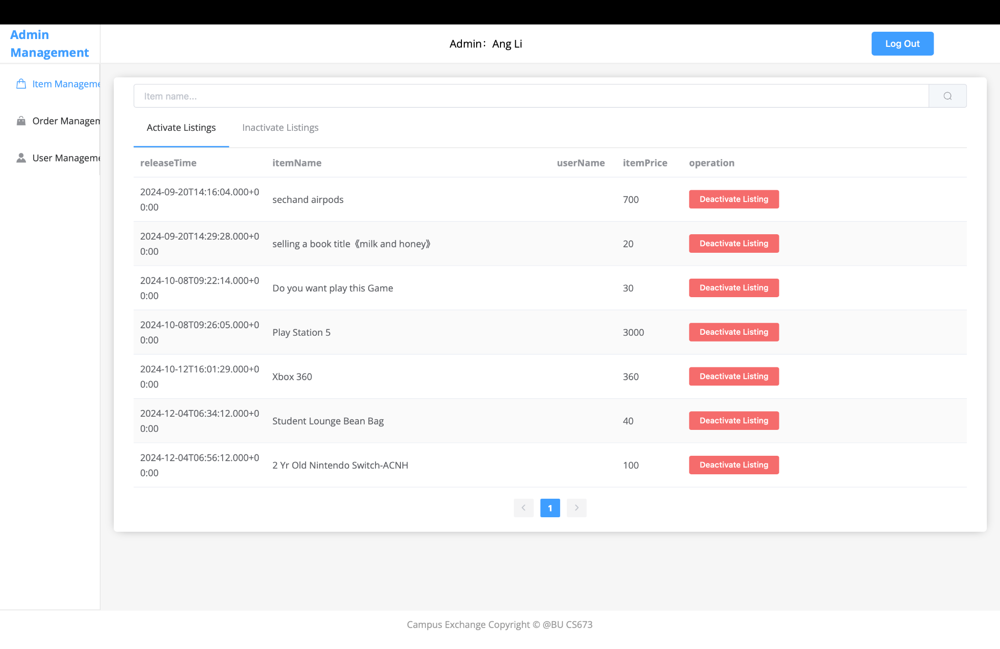 Admin
Management
Admin： Ang Li
Log Out
Item Manageme
Order Managem
User Manageme
Item name...
Activate Listings
Inactivate Listings
releaseTime itemName userName itemPrice operation
2024-09-20T14:16:04.000+0
0:00
sechand airpods
700
Deactivate Listing
2024-09-20T14:29:28.000+0
0:00
selling a book title《milk and honey》
20
Deactivate Listing
2024-10-08T09:22:14.000+0
0:00
Do you want play this Game
30
Deactivate Listing
2024-10-08T09:26:05.000+0
0:00
Play Station 5
3000
Deactivate Listing
2024-10-12T16:01:29.000+0
0:00
Xbox 360
360
Deactivate Listing
2024-12-04T06:34:12.000+0
0:00
Student Lounge Bean Bag
40
Deactivate Listing
2024-12-04T06:56:12.000+0
0:00
2 Yr Old Nintendo Switch-ACNH
100
Deactivate Listing
1
Campus Exchange Copyright © @BU CS673